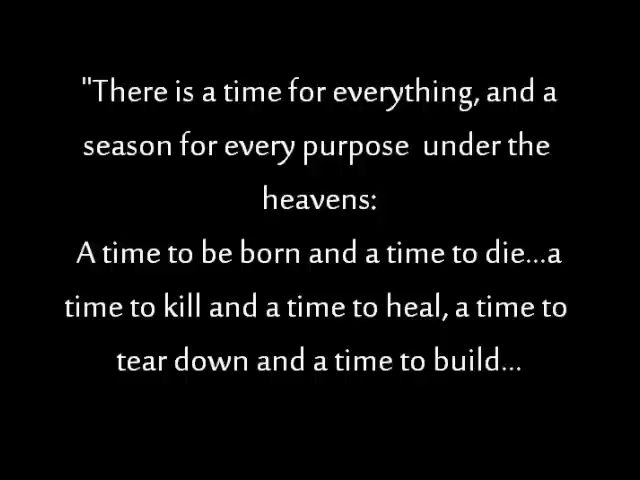 "There is a time for everything, and a
season for every purpose under the
heavens:
A time to be born and a time to die...a
time to kill and a time to heal, a time to
tear down and a time to build...